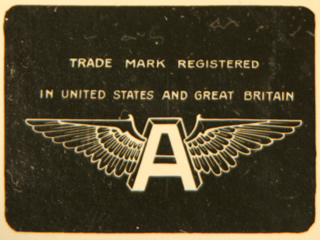 TRADE MARK REGISTERED
IN UNITED STATES AND GREAT BRITAIN
A